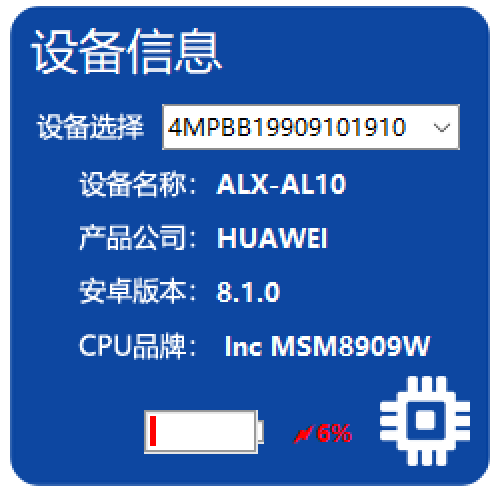 设备信息
设备选择 4MPBB19909101910
设备名称： ALX-AL10
产品公司： HUAWEI
安卓版本： 8.1.0
CPU品牌： Inc MSM8909W
6%